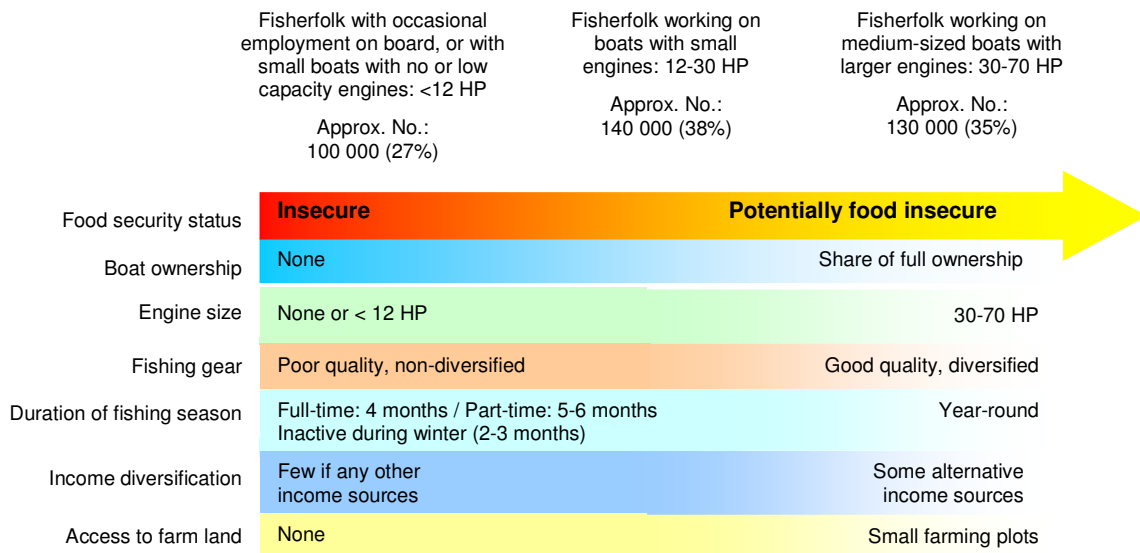 Fisherfolk with occasional
employment on board, or with
small boats with no or low
capacity engines: <12 HP
Approx. No.:
100 000 (27%)
Fisherfolk working on
boats with small
engines: 12-30 HP
Approx. No.:
140 000 (38%)
Fisherfolk working on
medium-sized boats with
larger engines: 30-70 HP
Approx. No.:
130 000 (35%)
Food security status
Insecure
Potentially food insecure
Boat ownership
None
Share of full ownership
Engine size
None or < 12 HP
30-70 HP
Fishing gear
Poor quality, non-diversified
Good quality, diversified
Duration of fishing season
Full-time: 4 months / Part-time: 5-6 months
Inactive during winter (2-3 months)
Year-round
Income diversification
Few if any other
income sources
Some alternative
income sources
Access to farm land
None
Small farming plots